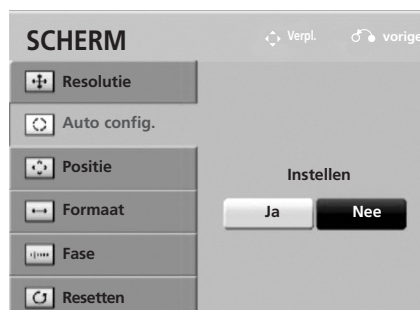 SCHERM
Verpl.
vorige
Resolutie
Auto config.
Positie
Formaat
Fase
Resetten
Instellen
Ja
Nee